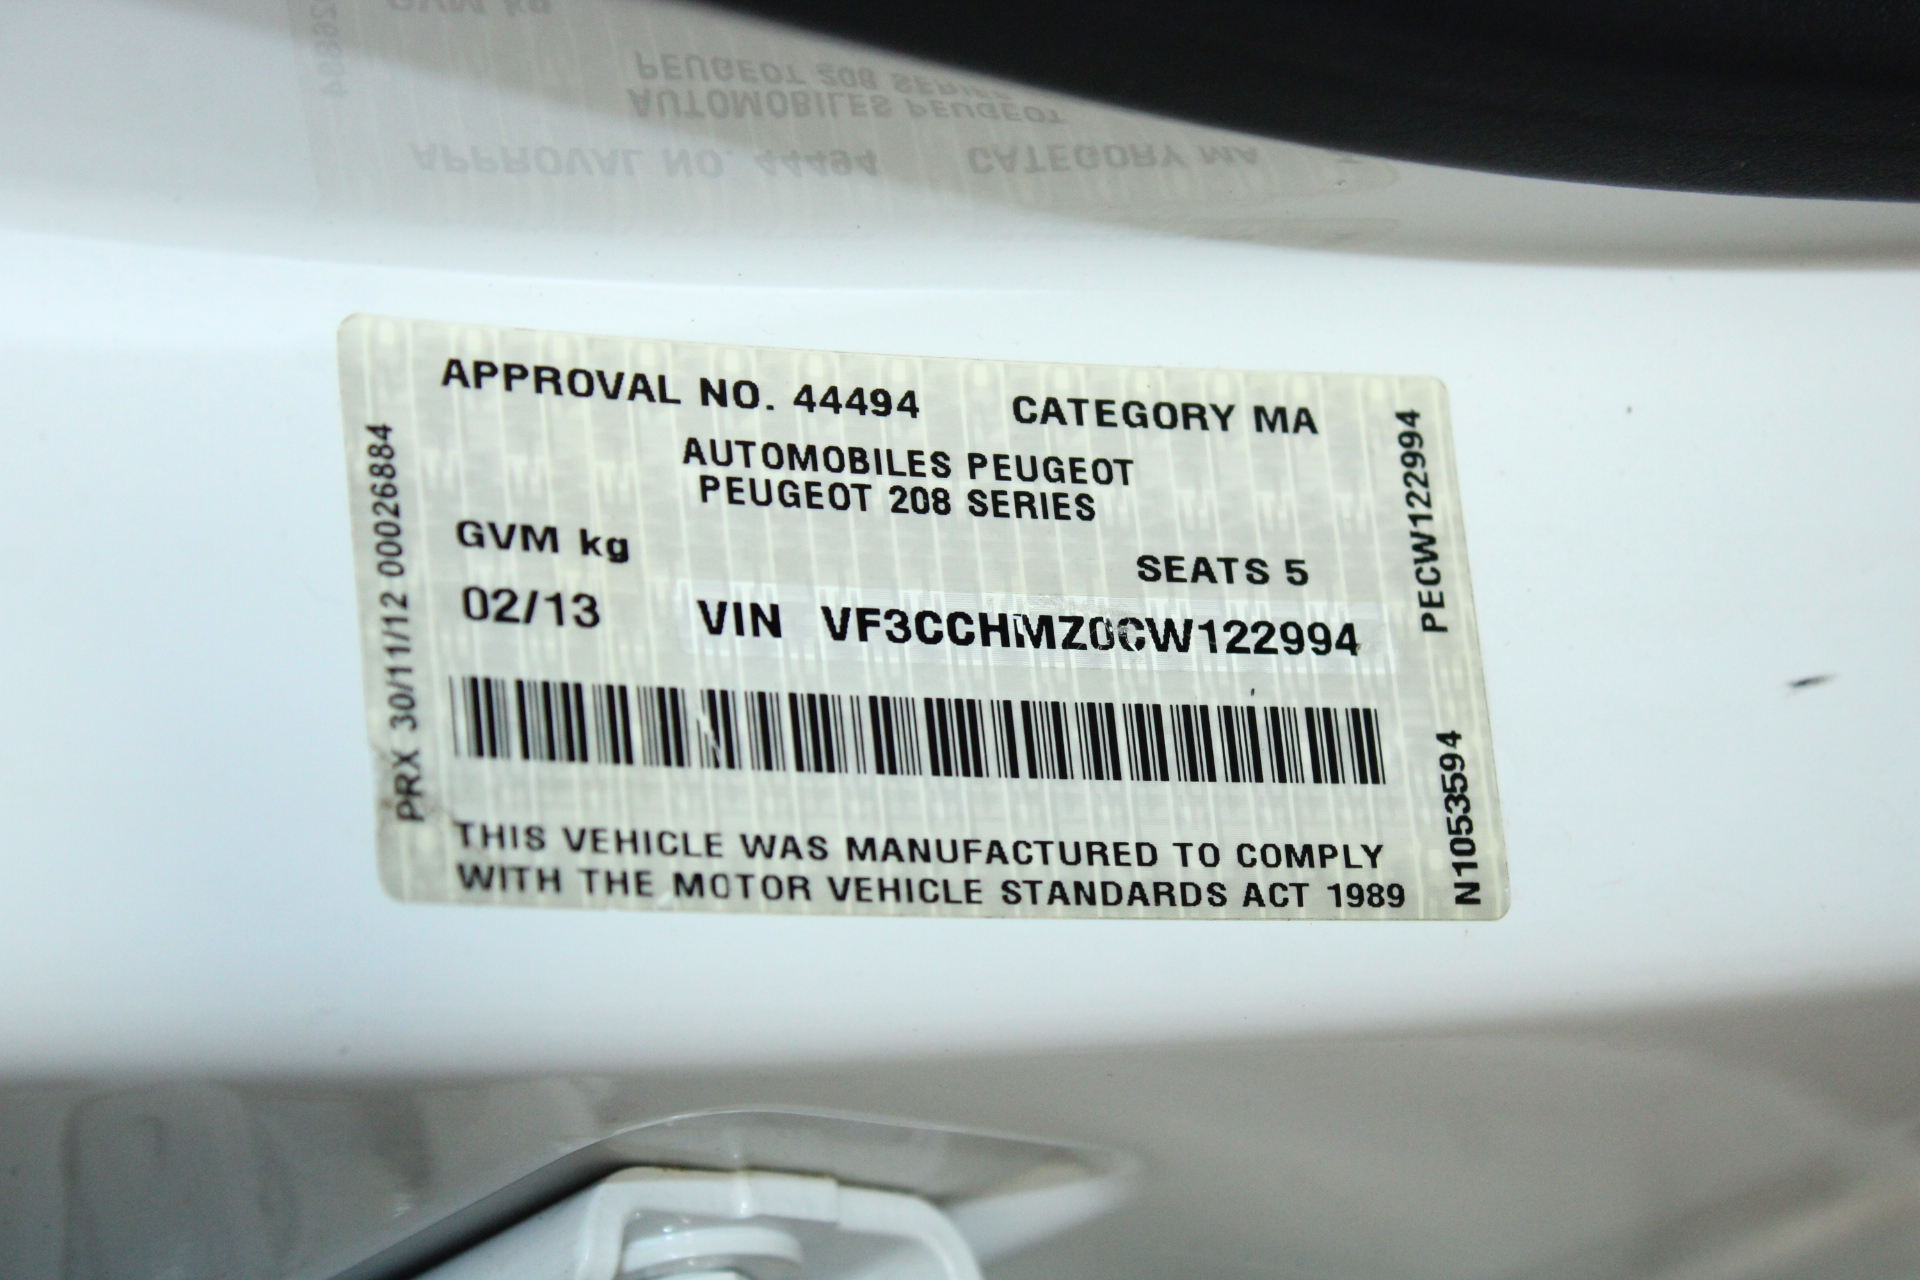 APPROVAL NO. 44494 CATEGORY MA
AUTOMOBILES PEUGEOT
PEUGEOT 208 SERIES
GVM kg
SEATS 5
02/13 VIN VF3CCHMZ0CW122994
THIS VEHICLE WAS MANUFACTURED TO COMPLY
WITH THE MOTOR VEHICLE STANDARDS ACT 1989
PRX 30/11/12 00026884
PECW122994
N1053594